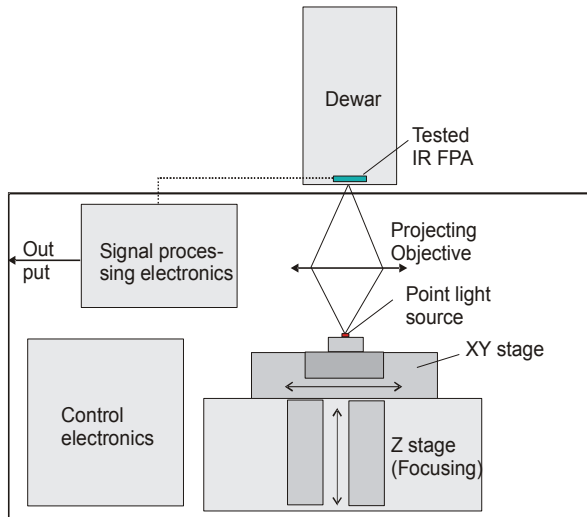 Dewar
Tested
IR FPA
Out
put
Signal proces-
sing electronics
Projecting
Objective
Point light
source
XY stage
Control
electronics
Z stage
(Focusing)